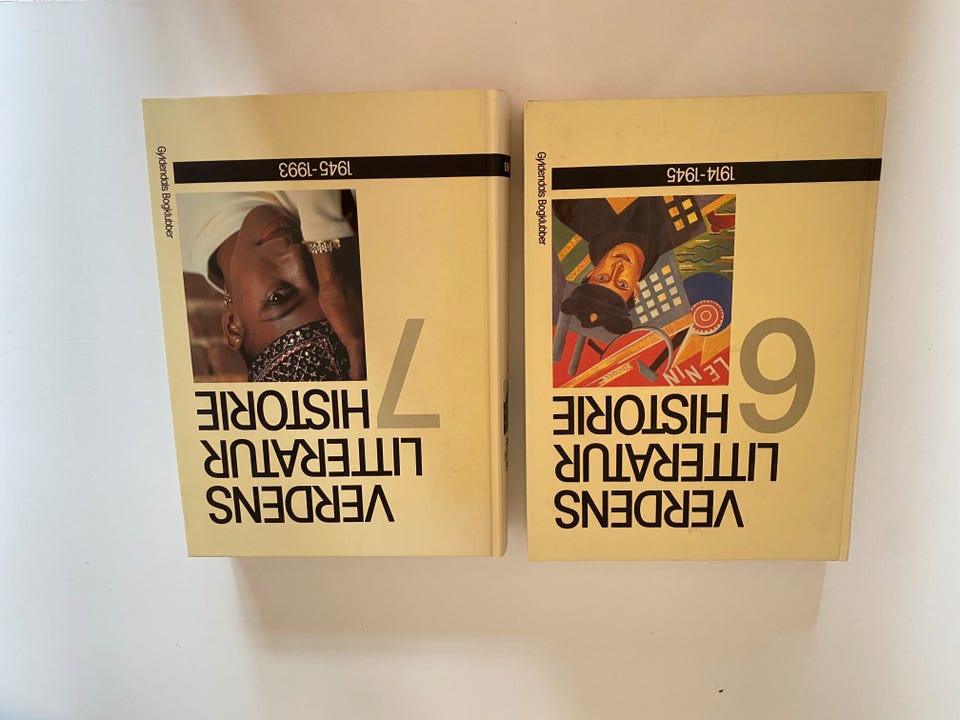 VERDENS
LITTERATUR
HISTORIE
6
LENIN
1914-1945
Gyldendals Bogklubber
VERDENS
LITTERATUR
HISTORIE
7
1945-1993
Gyldendals Bogklubber